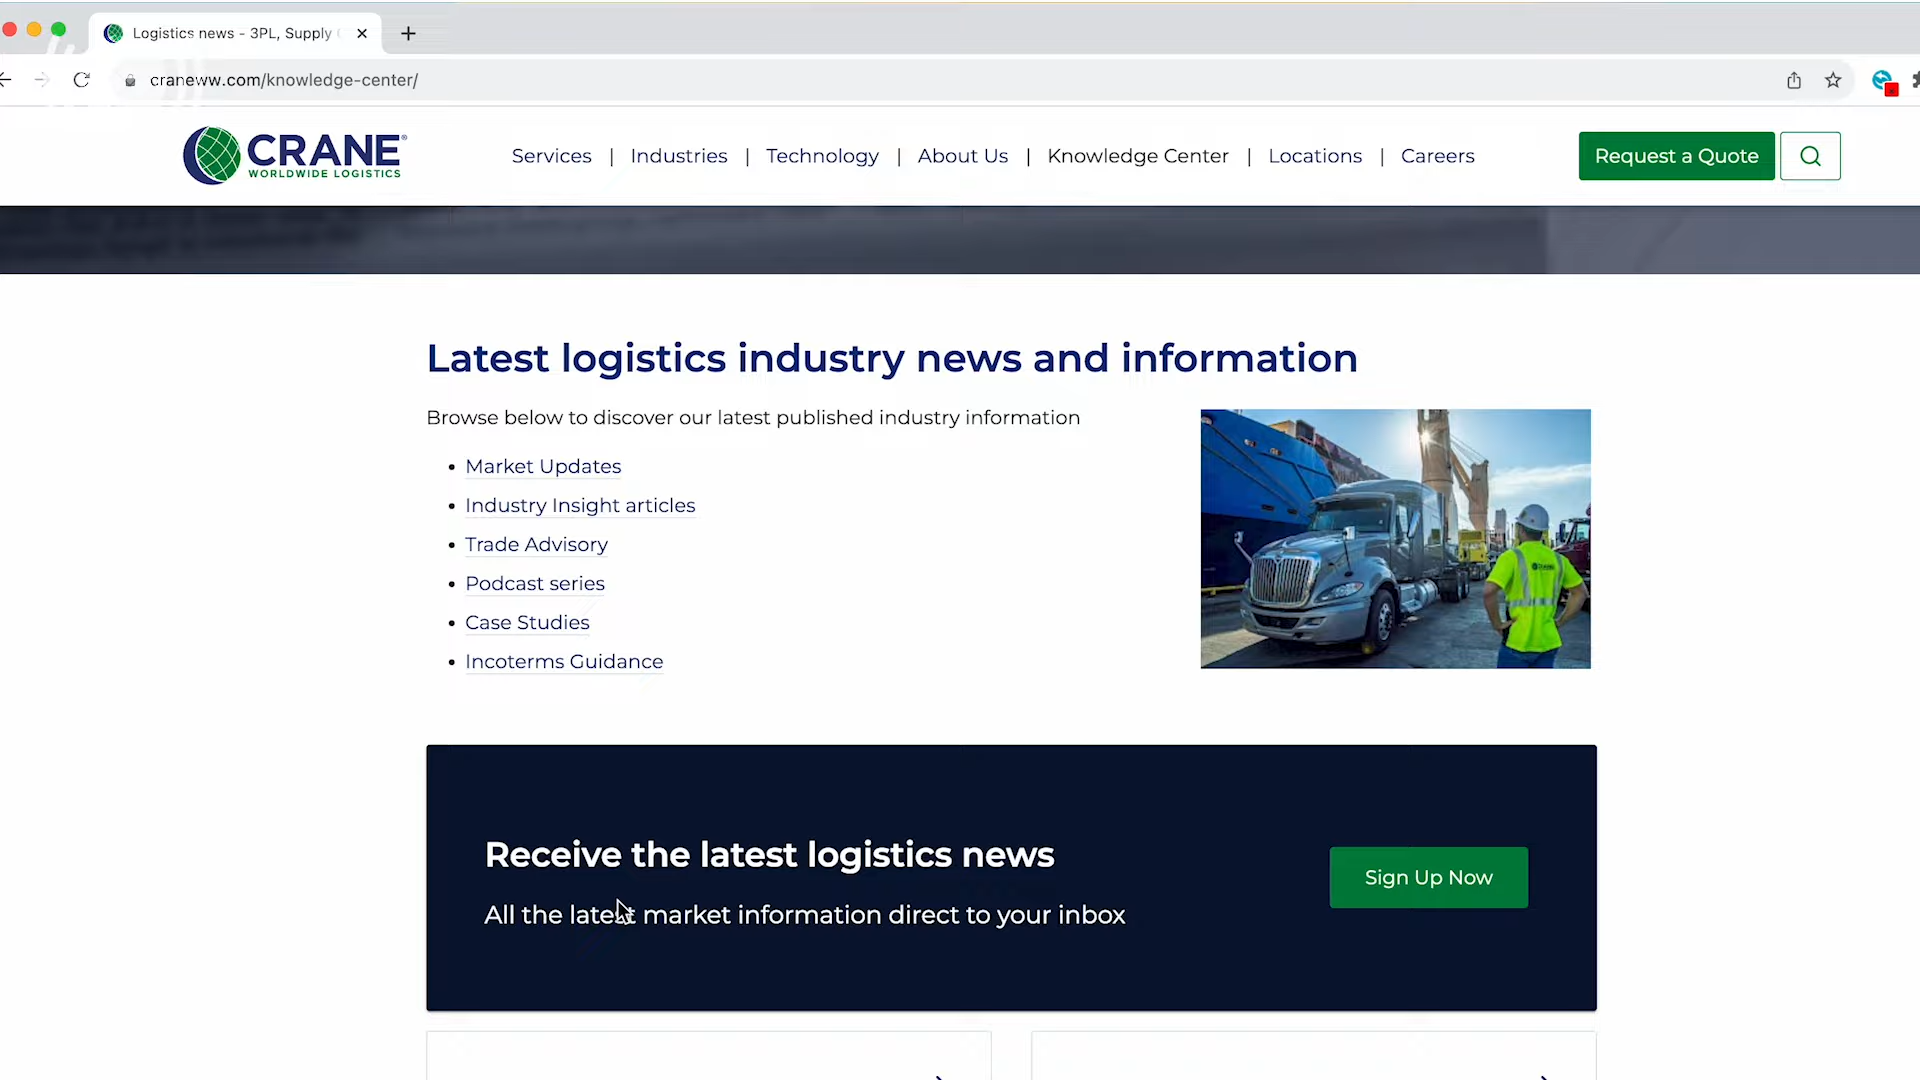 Logistics news - 3PL, Supply
craneww.com/knowledge-center/
CRANE®
WORLDWIDE LOGISTICS
Services | Industries | Technology | About Us | Knowledge Center | Locations | Careers
Request a Quote
Latest logistics industry news and information
Browse below to discover our latest published industry information
• Market Updates
• Industry Insight articles
• Trade Advisory
• Podcast series
• Case Studies
• Incoterms Guidance
CRANE
Receive the latest logistics news
All the latest market information direct to your inbox
Sign Up Now